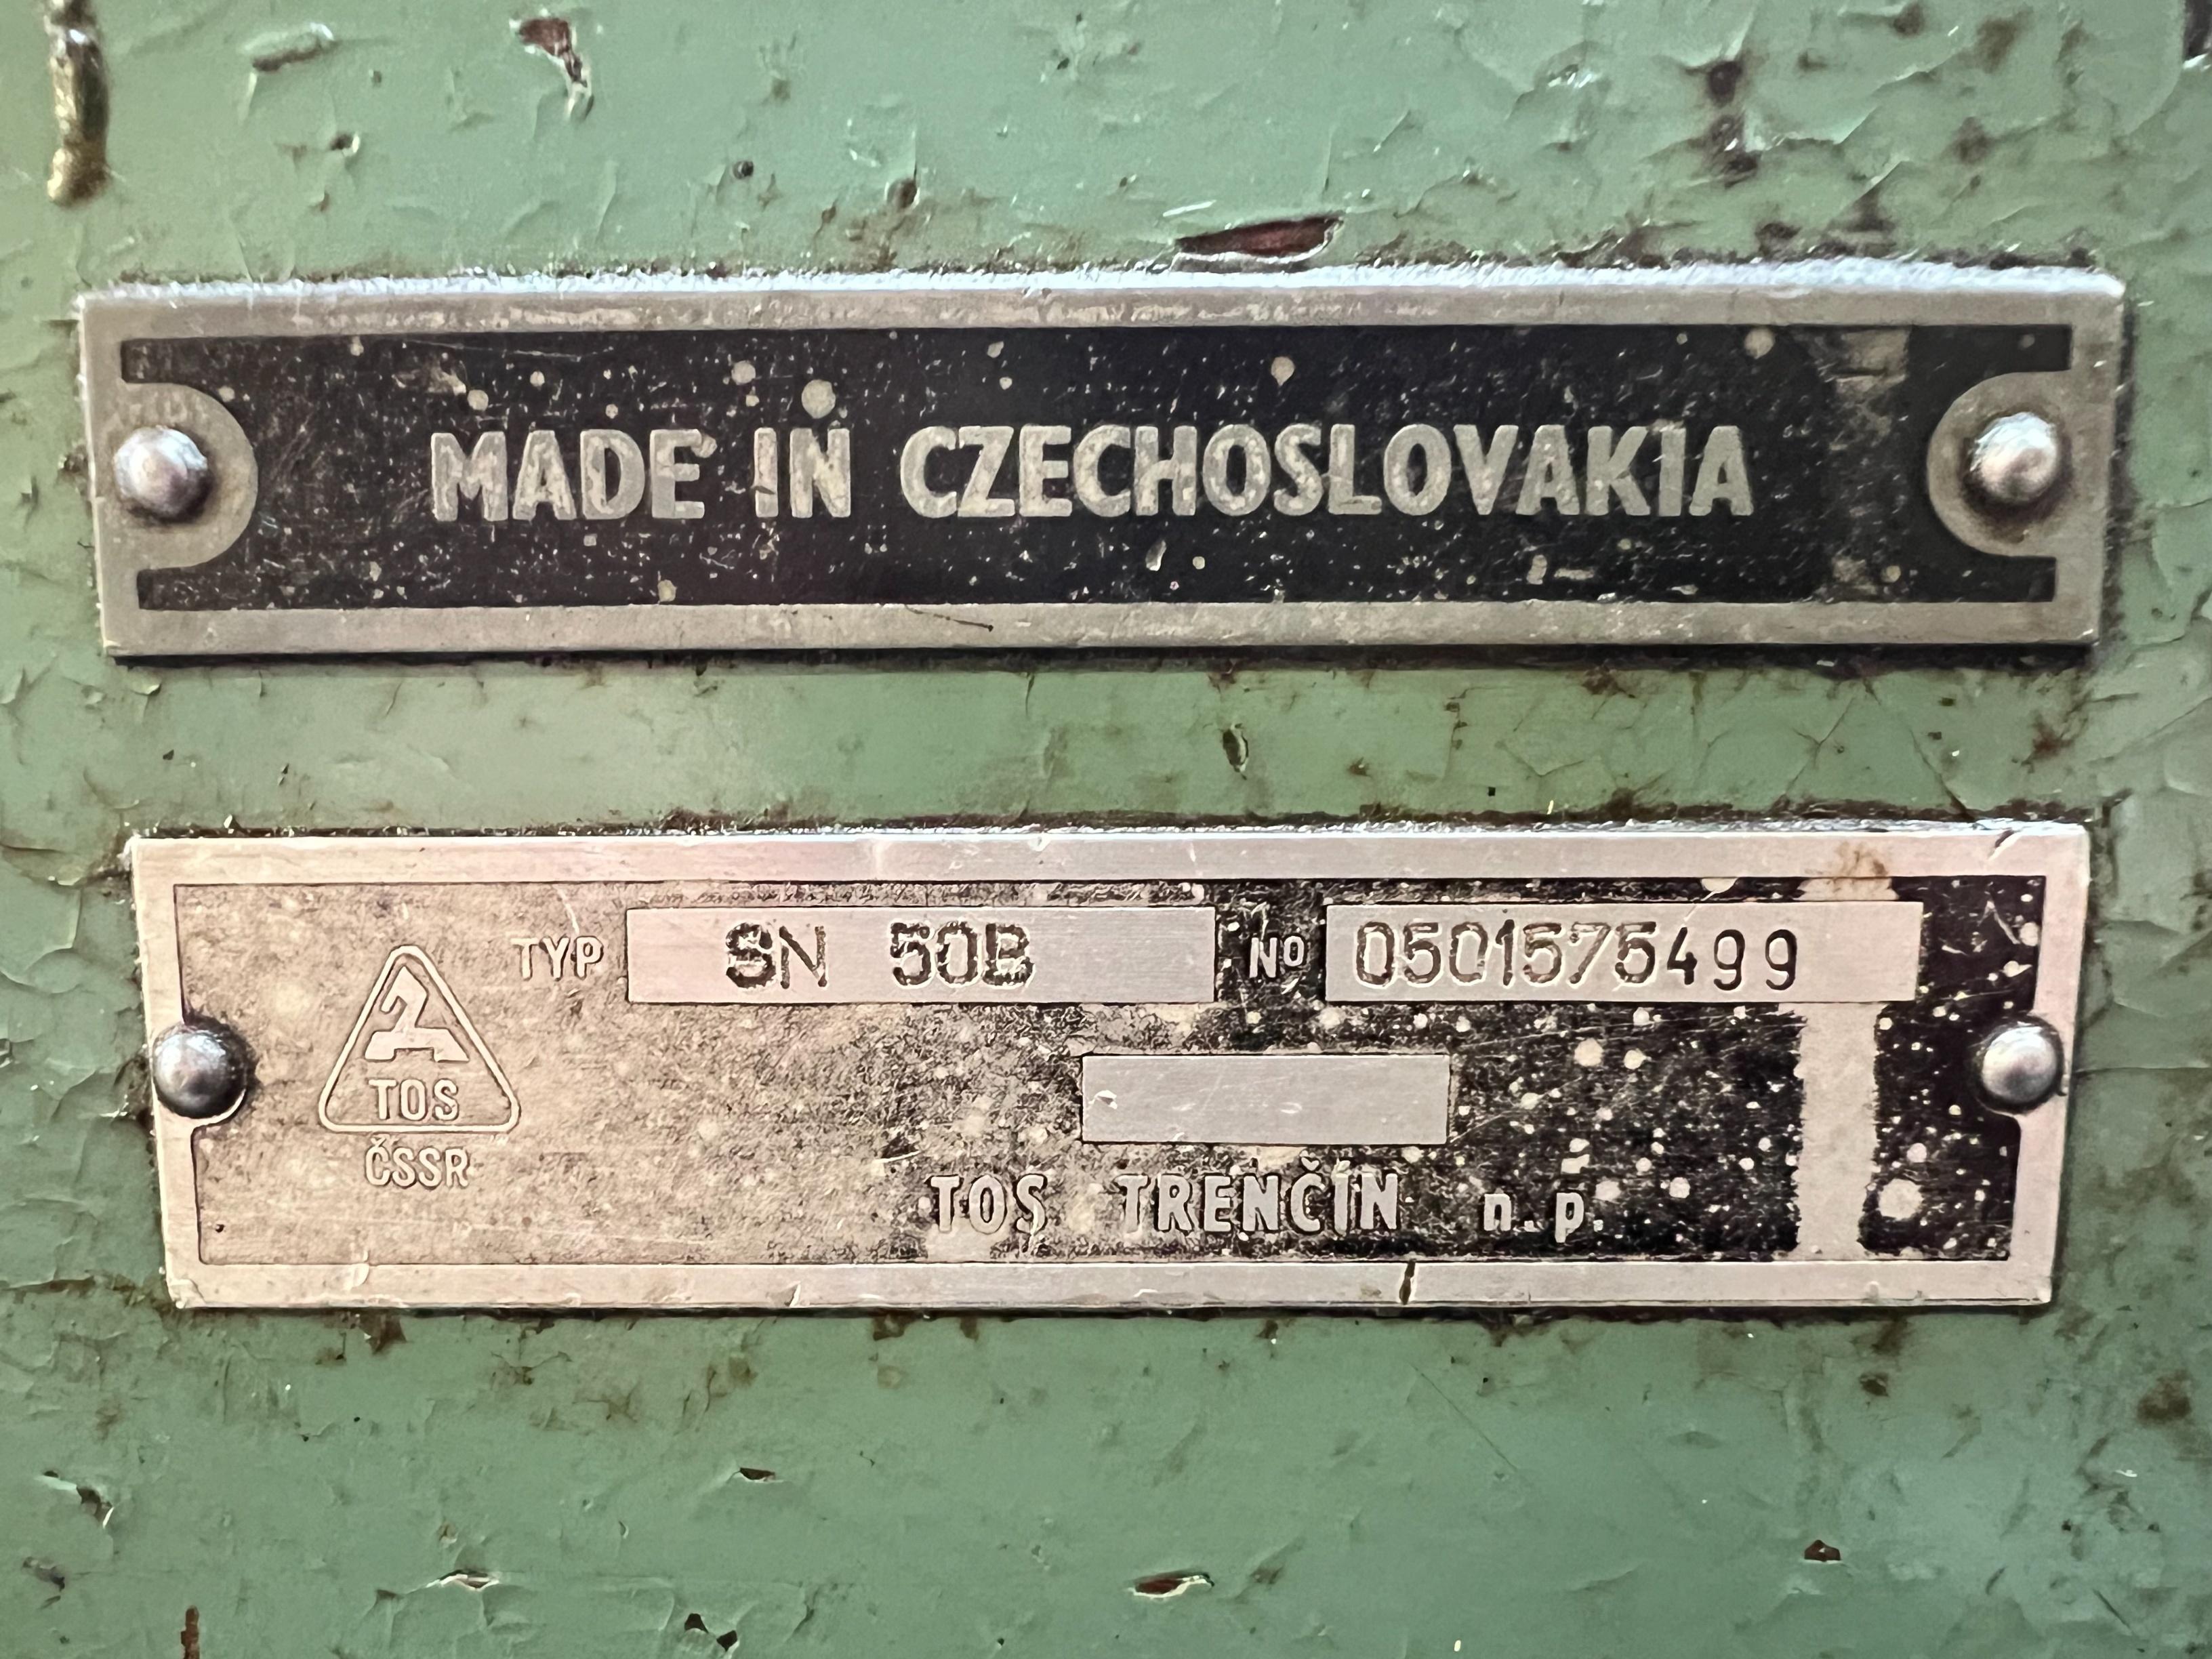 MADE IN CZECHOSLOVAKIA
TYP SN 50B No 0501575499
TOS
ČSSR
TOS TRENČÍN n.p.